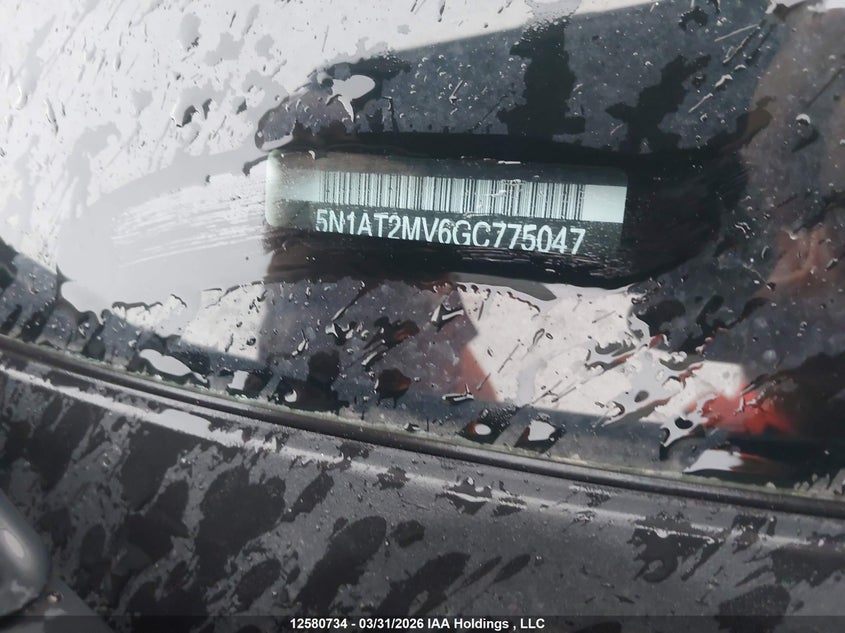 5N1AT2MV6GC775047
12580734 - 03/31/2026 IAA Holdings , LLC